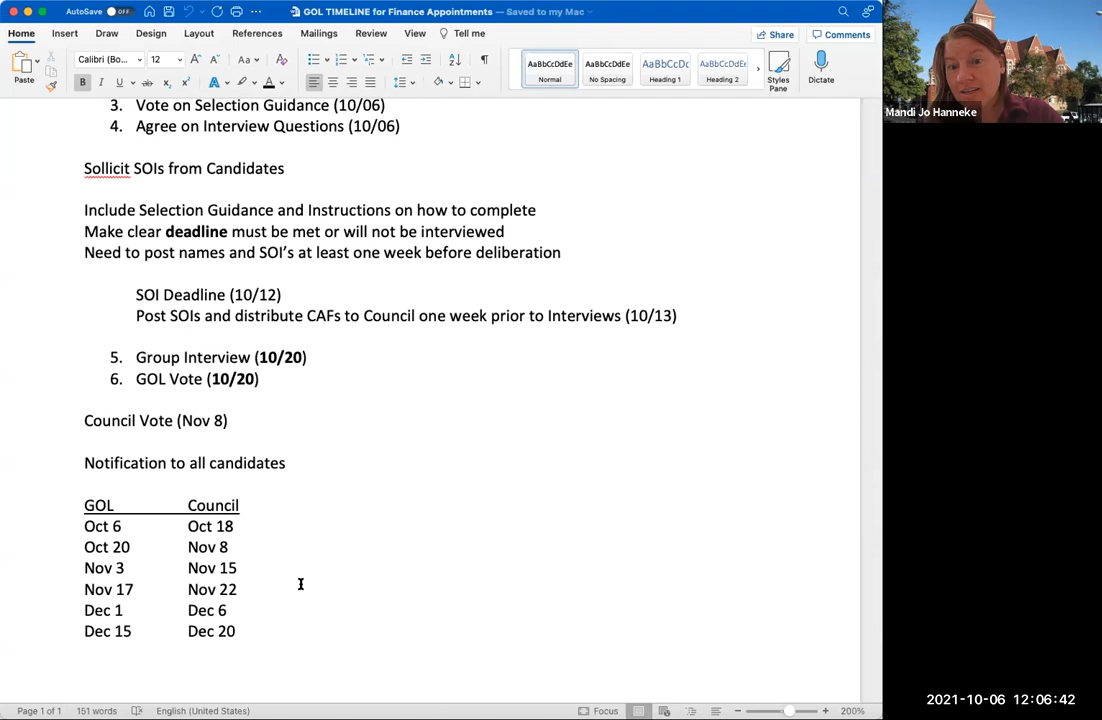 AutoSave OFF
GOL TIMELINE for Finance Appointments — Saved to my Mac
Home Insert Draw Design Layout References Mailings Review View Tell me
Share Comments
Paste
Calibri (Bo... 12
Aa
B I U ab x₂ x² A A
AaBbCcDdEe AaBbCcDdEe AaBbCcDc AaBbCcDdEe
Normal No Spacing Heading 1 Heading 2
Styles Pane
Dictate
Mandi Jo Hanneke
3. Vote on Selection Guidance (10/06)
4. Agree on Interview Questions (10/06)
Sollicit SOIs from Candidates
Include Selection Guidance and Instructions on how to complete
Make clear deadline must be met or will not be interviewed
Need to post names and SOI’s at least one week before deliberation
SOI Deadline (10/12)
Post SOIs and distribute CAFs to Council one week prior to Interviews (10/13)
5. Group Interview (10/20)
6. GOL Vote (10/20)
Council Vote (Nov 8)
Notification to all candidates
GOL Council
Oct 6 Oct 18
Oct 20 Nov 8
Nov 3 Nov 15
Nov 17 Nov 22
Dec 1 Dec 6
Dec 15 Dec 20
Page 1 of 1 151 words English (United States) Focus 200%
2021-10-06 12:06:42